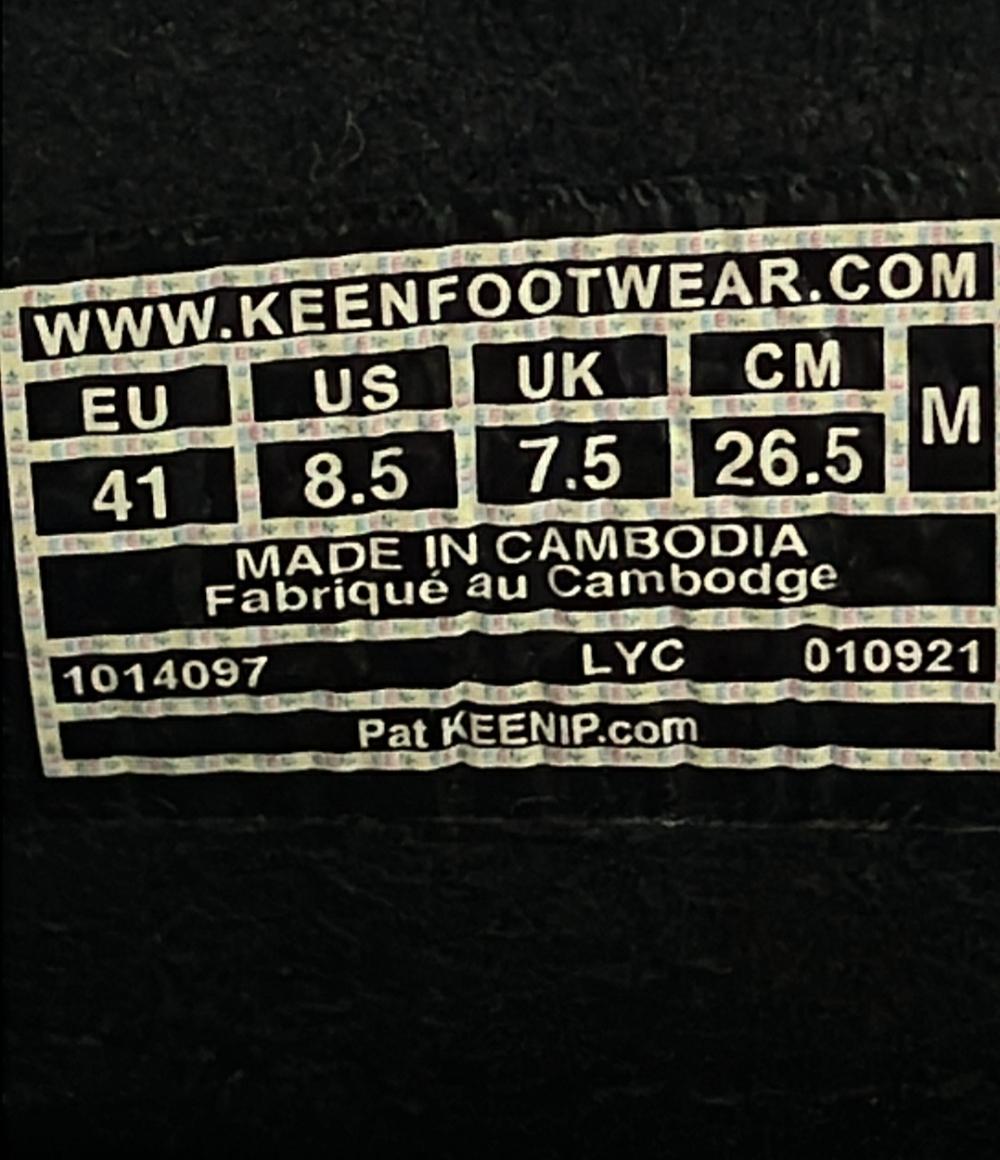 WWW.KEENFOOTWEAR.COM
EU US UK CM M
41 8.5 7.5 26.5
MADE IN CAMBODIA
Fabriqué au Cambodge
1014097 LYC 010921
Pat KEENIP.com